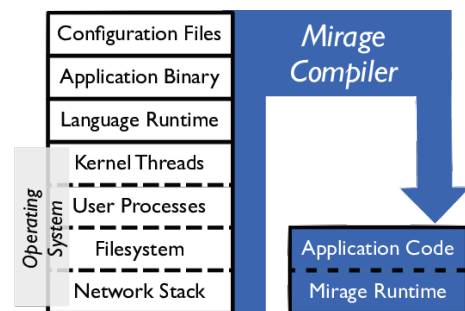 Configuration Files
Application Binary
Language Runtime
Kernel Threads
User Processes
Filesystem
Network Stack
Operating
System
Mirage
Compiler
Application Code
Mirage Runtime